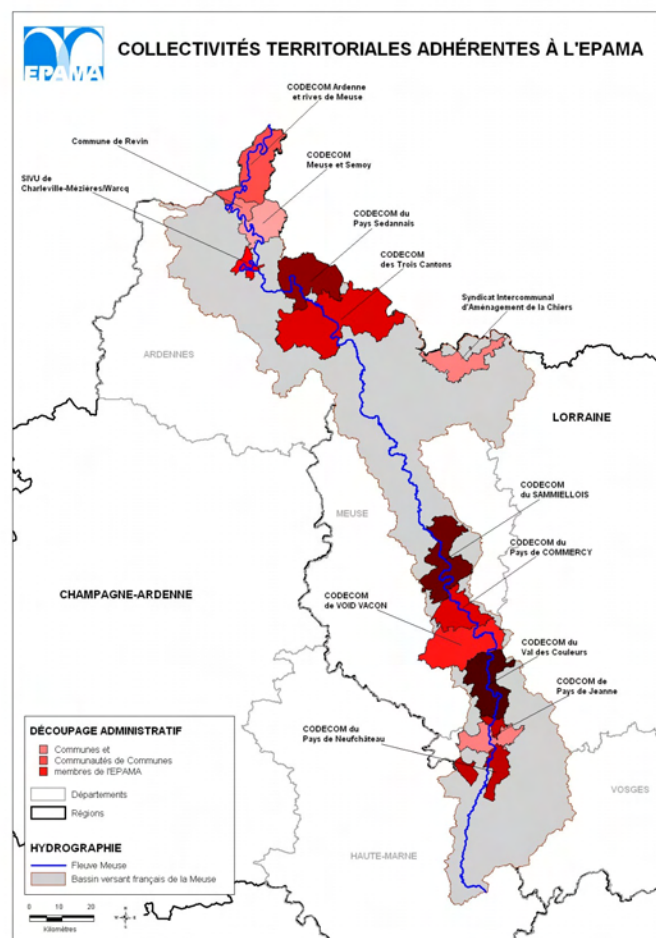 EPAMA
COLLECTIVITÉS TERRITORIALES ADHÉRENTES À L'EPAMA
CODECOM Ardenne
et rives de Meuse
Commune de Revin
CODECOM
Meuse et Semoy
SIVU de
Charleville-Mézières/Warcq
CODECOM du
Pays Sedannais
CODECOM
des Trois Cantons
Syndicat Intercommunal
d'Aménagement de la Chiers
ARDENNES
LORRAINE
CODECOM
du SAMMIELLOIS
MEUSE
CODECOM du
Pays de COMMERCY
CHAMPAGNE-ARDENNE
CODECOM
de VOID VACON
CODECOM du
Val des Couleurs
CODCOM de
Pays de Jeanne
CODECOM du
Pays de Neufchâteau
VOSGES
HAUTE-MARNE
DÉCOUPAGE ADMINISTRATIF
Communes et
Communautés de Communes
membres de l'EPAMA
Départements
Régions
HYDROGRAPHIE
Fleuve Meuse
Bassin versant français de la Meuse
0 10 20
Kilomètres